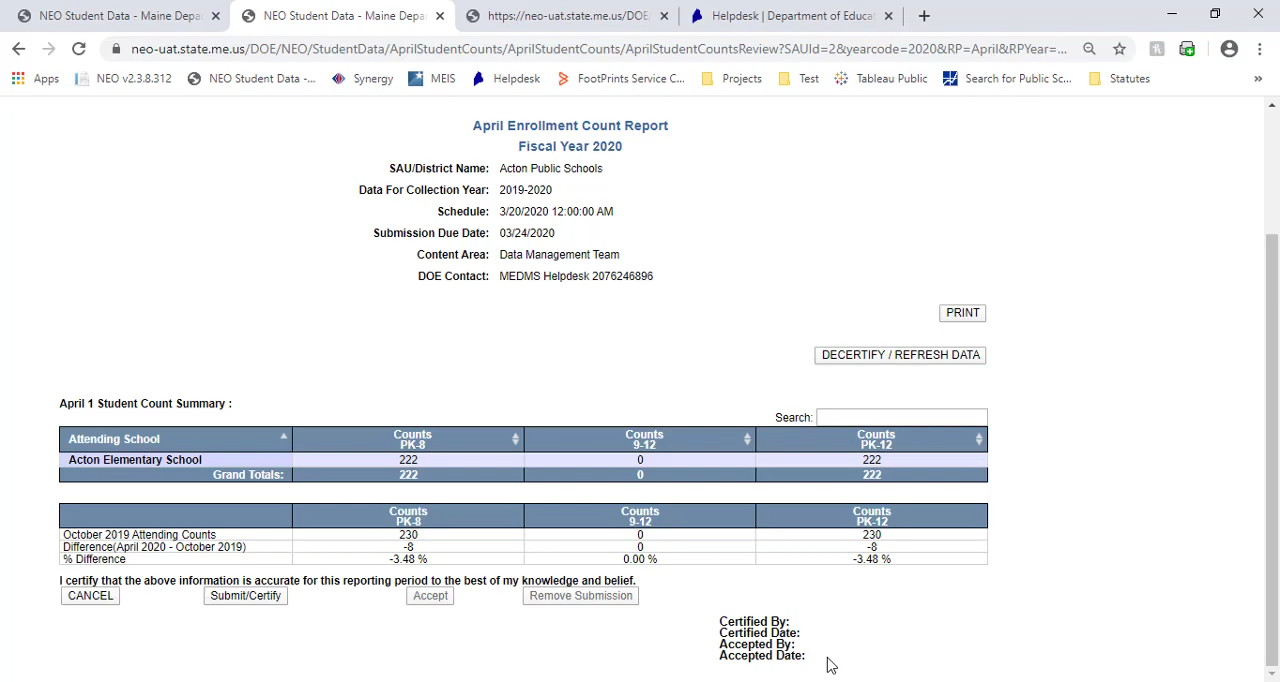 NEO Student Data - Maine Depa
NEO Student Data - Maine Depa
https://neo-uat.state.me.us/DOE/
Helpdesk | Department of Educat
neo-uat.state.me.us/DOE/NEO/StudentData/AprilStudentCounts/AprilStudentCounts/AprilStudentCountsReview?SAUId=2&yearcode=2020&RP=April&RPYear=...
Apps NEO v2.3.8.312 NEO Student Data -... Synergy MEIS Helpdesk FootPrints Service C... Projects Test Tableau Public Search for Public Sc... Statutes »
April Enrollment Count Report
Fiscal Year 2020
SAU/District Name: Acton Public Schools
Data For Collection Year: 2019-2020
Schedule: 3/20/2020 12:00:00 AM
Submission Due Date: 03/24/2020
Content Area: Data Management Team
DOE Contact: MEDMS Helpdesk 2076246896
PRINT
DECERTIFY / REFRESH DATA
April 1 Student Count Summary :
Search:
Attending School Counts PK-8 Counts 9-12 Counts PK-12
Acton Elementary School 222 0 222
Grand Totals: 222 0 222
Counts PK-8 Counts 9-12 Counts PK-12
October 2019 Attending Counts 230 0 230
Difference(April 2020 - October 2019) -8 0 -8
% Difference -3.48 % 0.00 % -3.48 %
I certify that the above information is accurate for this reporting period to the best of my knowledge and belief.
CANCEL Submit/Certify Accept Remove Submission
Certified By:
Certified Date:
Accepted By:
Accepted Date: